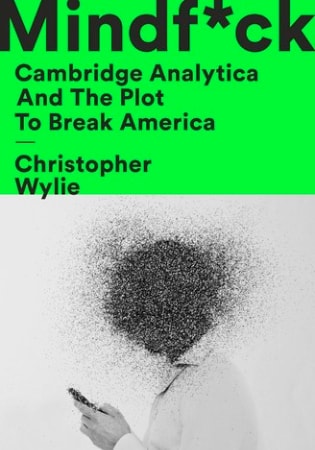 Mindf*ck
Cambridge Analytica
And The Plot
To Break America
Christopher
Wylie